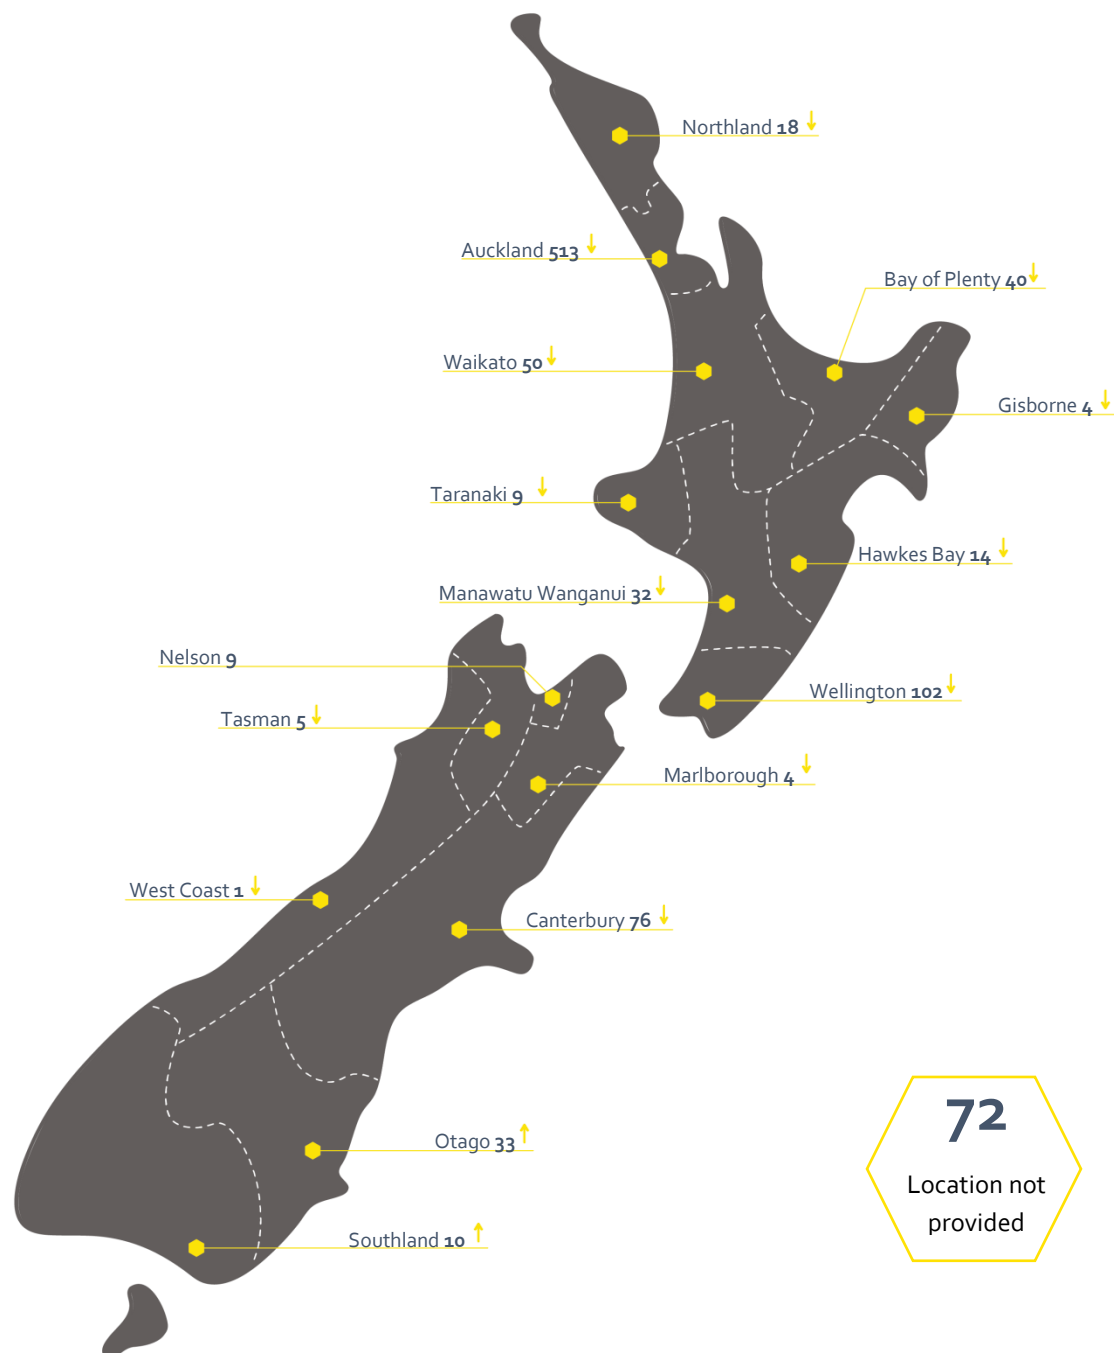 Northland 18 ↓
Auckland 513 ↓
Bay of Plenty 40 ↓
Waikato 50 ↓
Gisborne 4 ↓
Taranaki 9 ↓
Hawkes Bay 14 ↓
Manawatu Wanganui 32 ↓
Nelson 9
Wellington 102 ↓
Tasman 5 ↓
Marlborough 4 ↓
West Coast 1 ↓
Canterbury 76 ↓
72
Location not
provided
Otago 33 ↑
Southland 10 ↑